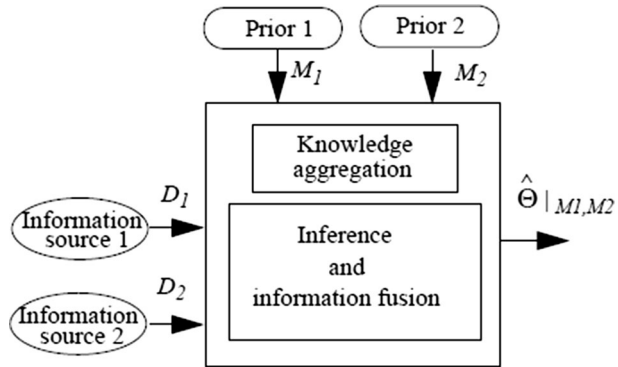 Prior 1
Prior 2
M1
M2
Knowledge
aggregation
D1
Information
source 1
Θ̂ | M1,M2
Inference
and
information fusion
D2
Information
source 2